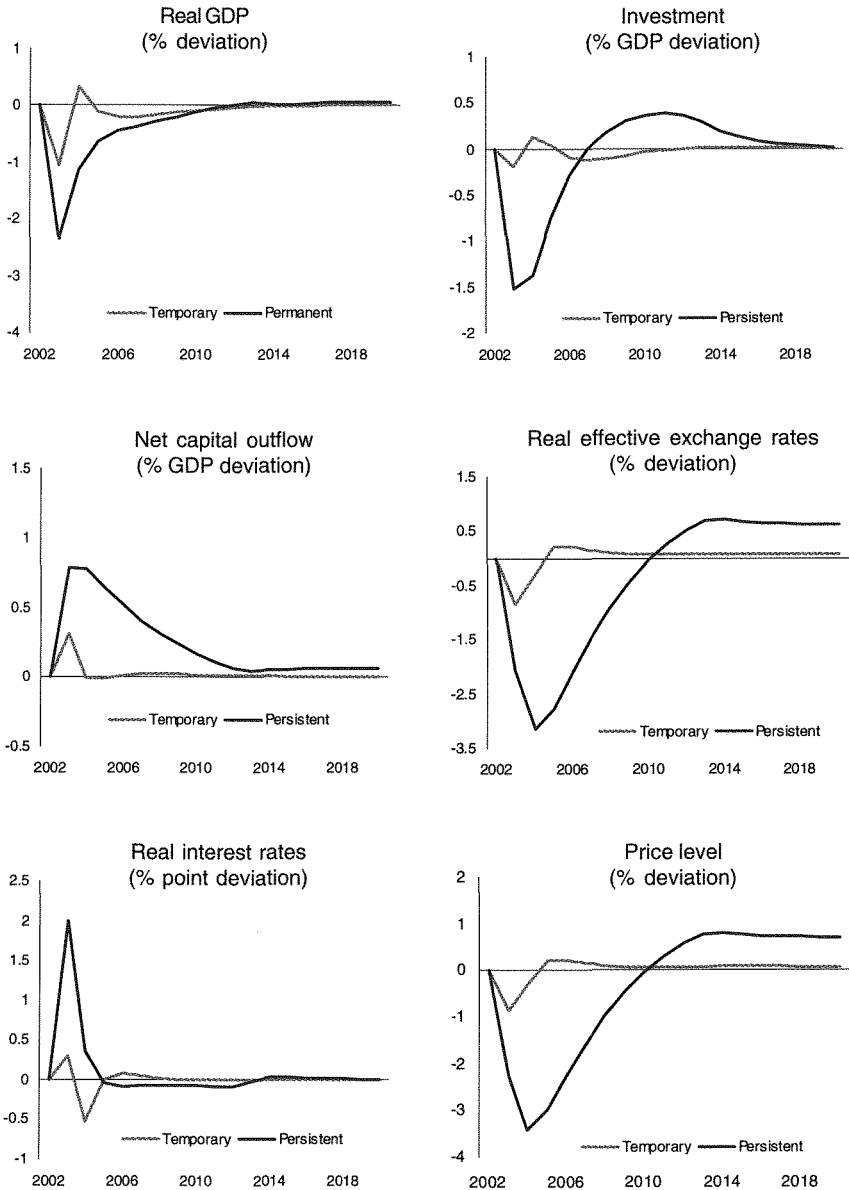 Real GDP
(% deviation)
1
0
-1
-2
-3
-4
Temporary Permanent
2002 2006 2010 2014 2018
Investment
(% GDP deviation)
1
0.5
0
-0.5
-1
-1.5
-2
Temporary Persistent
2002 2006 2010 2014 2018
Net capital outflow
(% GDP deviation)
1.5
1
0.5
0
-0.5
Temporary Persistent
2002 2006 2010 2014 2018
Real effective exchange rates
(% deviation)
1.5
0.5
-0.5
-1.5
-2.5
-3.5
Temporary Persistent
2002 2006 2010 2014 2018
Real interest rates
(% point deviation)
2.5
2
1.5
1
0.5
0
-0.5
-1
Temporary Persistent
2002 2006 2010 2014 2018
Price level
(% deviation)
2
1
0
-1
-2
-3
-4
Temporary Persistent
2002 2006 2010 2014 2018